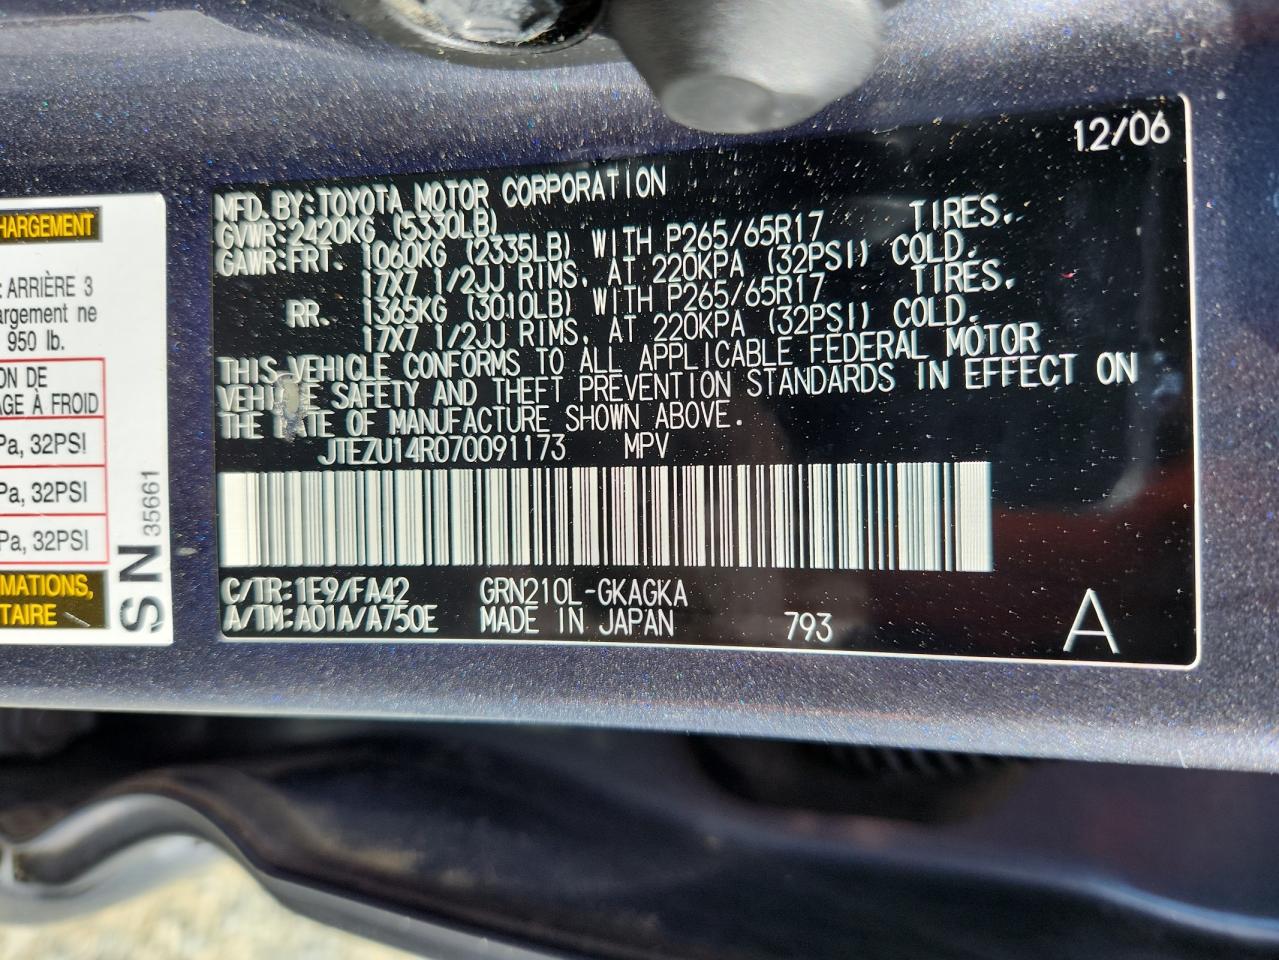 HARGEMENT
: ARRIÈRE 3
argement ne
950 lb.
ON DE
AGE À FROID
Pa, 32PSI
Pa, 32PSI
Pa, 32PSI
MATIONS,
TAIRE
SN 35661
12/06
MFD. BY: TOYOTA MOTOR CORPORATION
GVWR: 2420KG (5330LB)
GAWR: FRT. 1060KG (2335LB) WITH P265/65R17 TIRES.
17X7 1/2JJ RIMS, AT 220KPA (32PSI) COLD.
RR. 1365KG (3010LB) WITH P265/65R17 TIRES.
17X7 1/2JJ RIMS, AT 220KPA (32PSI) COLD.
THIS VEHICLE CONFORMS TO ALL APPLICABLE FEDERAL MOTOR
VEHICLE SAFETY AND THEFT PREVENTION STANDARDS IN EFFECT ON
THE DATE OF MANUFACTURE SHOWN ABOVE.
JTEZU14R070091173 MPV
C/TR: 1E9/FA42 GRN210L-GKAGKA
A/TM: A01A/A750E MADE IN JAPAN 793 A